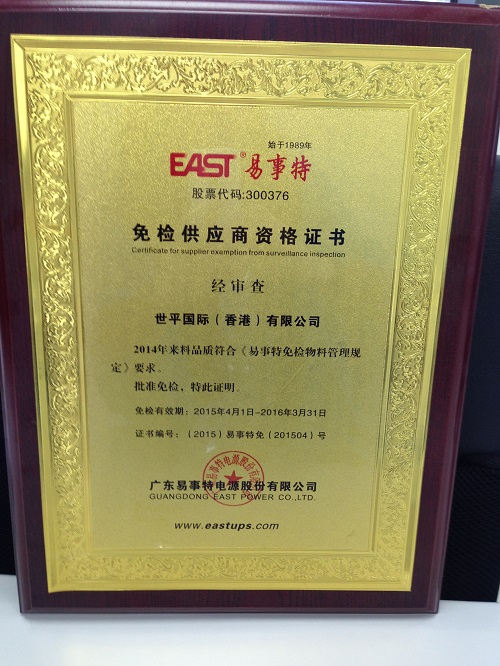 始于1989年
EAST®易事特
股票代码:300376
免检供应商资格证书
Certificate for supplier exemption from surveillance inspection
经审查
世平国际（香港）有限公司
2014年来料品质符合《易事特免检物料管理规
定》要求。
批准免检，特此证明。
免检有效期：2015年4月1日-2016年3月31日
证书编号：（2015）易事特免（201504）号
广东易事特电源股份有限公司
GUANGDONG EAST POWER CO.,LTD.
www.eastups.com